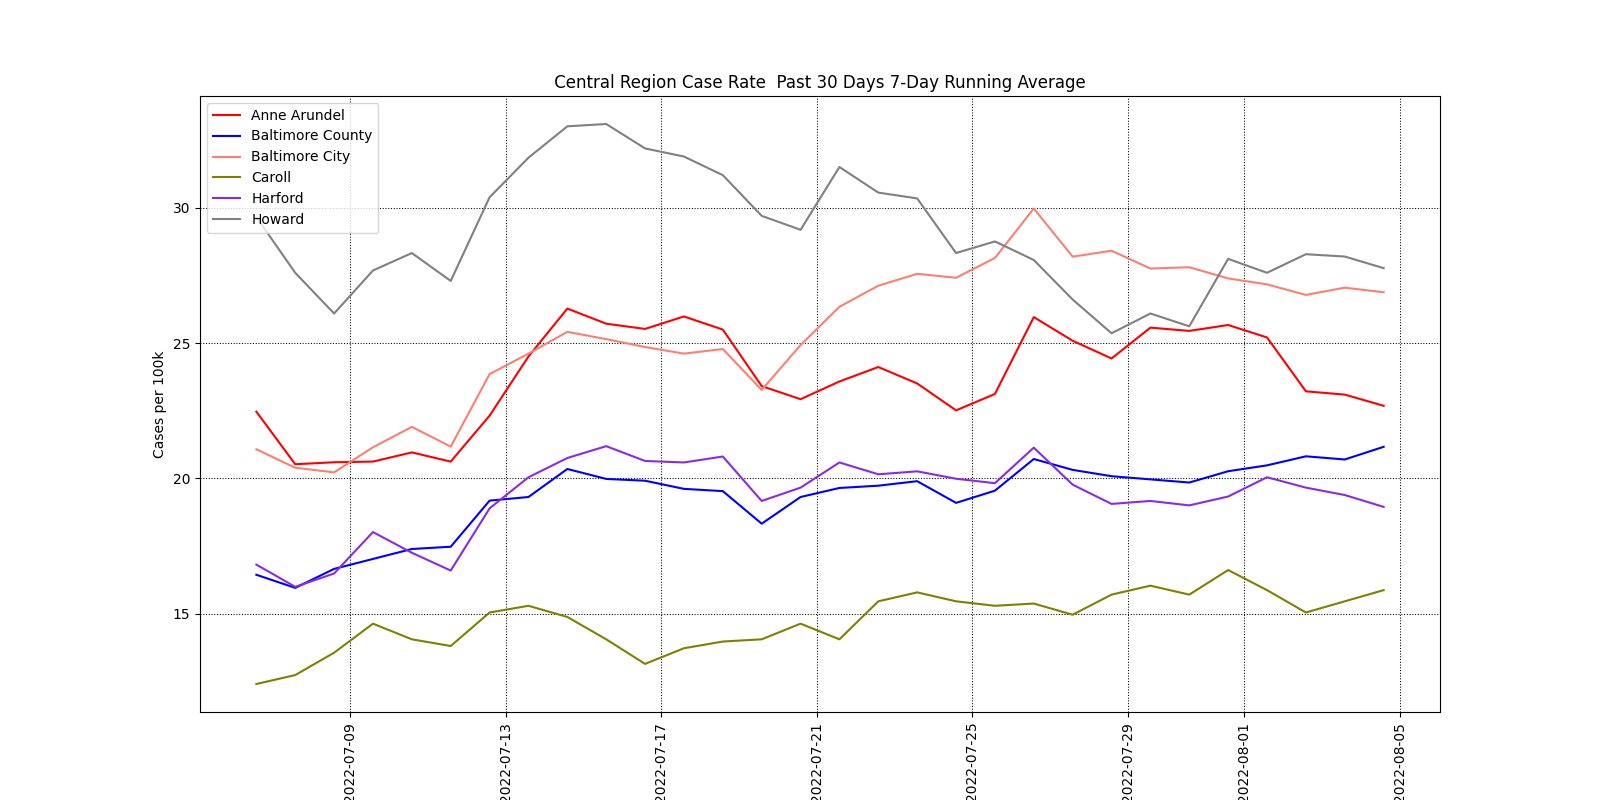 Central Region Case Rate  Past 30 Days 7-Day Running Average
Anne Arundel
Baltimore County
Baltimore City
Caroll
Harford
Howard
Cases per 100k
30
25
20
15
2022-07-09
2022-07-13
2022-07-17
2022-07-21
2022-07-25
2022-07-29
2022-08-01
2022-08-05